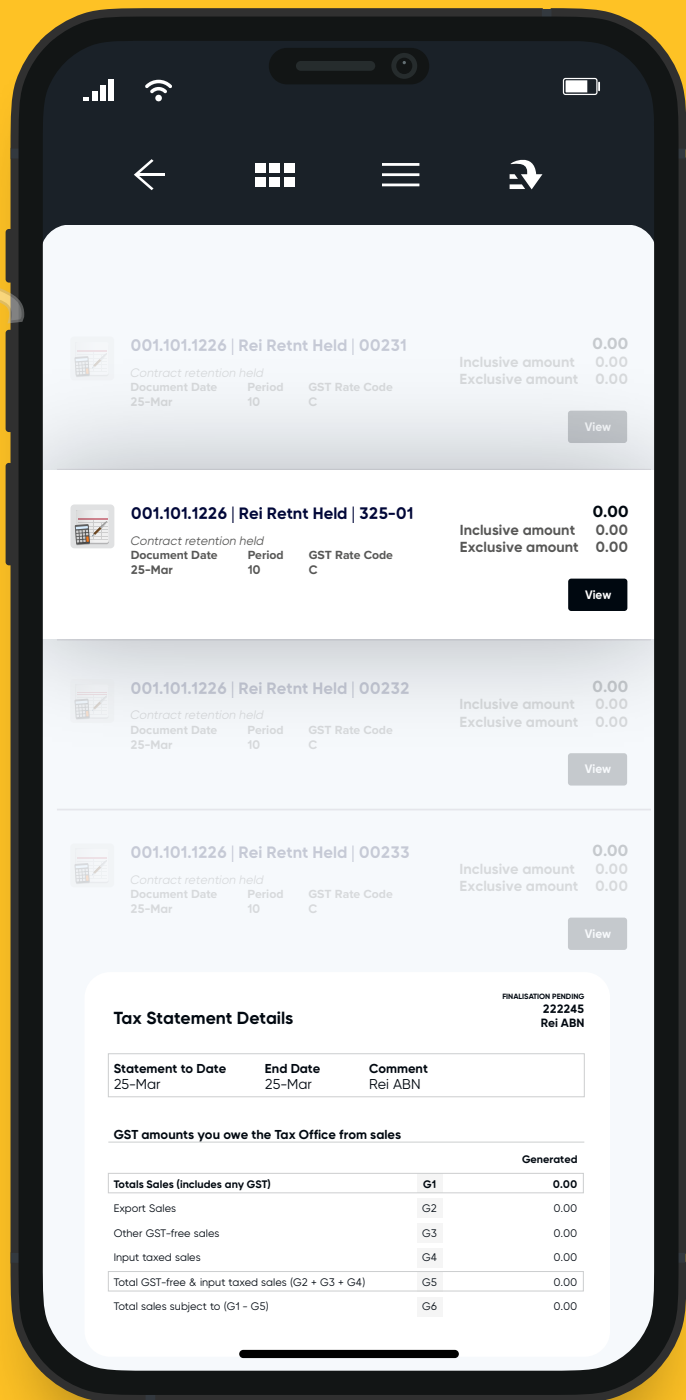 001.101.1226 | Rei Retnt Held | 00231 0.00
Contract retention held Inclusive amount 0.00
Document Date Period GST Rate Code Exclusive amount 0.00
25-Mar 10 C
View
001.101.1226 | Rei Retnt Held | 325-01 0.00
Contract retention held Inclusive amount 0.00
Document Date Period GST Rate Code Exclusive amount 0.00
25-Mar 10 C
View
001.101.1226 | Rei Retnt Held | 00232 0.00
Contract retention held Inclusive amount 0.00
Document Date Period GST Rate Code Exclusive amount 0.00
25-Mar 10 C
View
001.101.1226 | Rei Retnt Held | 00233 0.00
Contract retention held Inclusive amount 0.00
Document Date Period GST Rate Code Exclusive amount 0.00
25-Mar 10 C
View
FINALISATION PENDING
222245
Tax Statement Details
Rei ABN
Statement to Date End Date Comment
25-Mar 25-Mar Rei ABN
GST amounts you owe the Tax Office from sales
Generated
Totals Sales (includes any GST) G1 0.00
Export Sales G2 0.00
Other GST-free sales G3 0.00
Input taxed sales G4 0.00
Total GST-free & input taxed sales (G2 + G3 + G4) G5 0.00
Total sales subject to (G1 - G5) G6 0.00